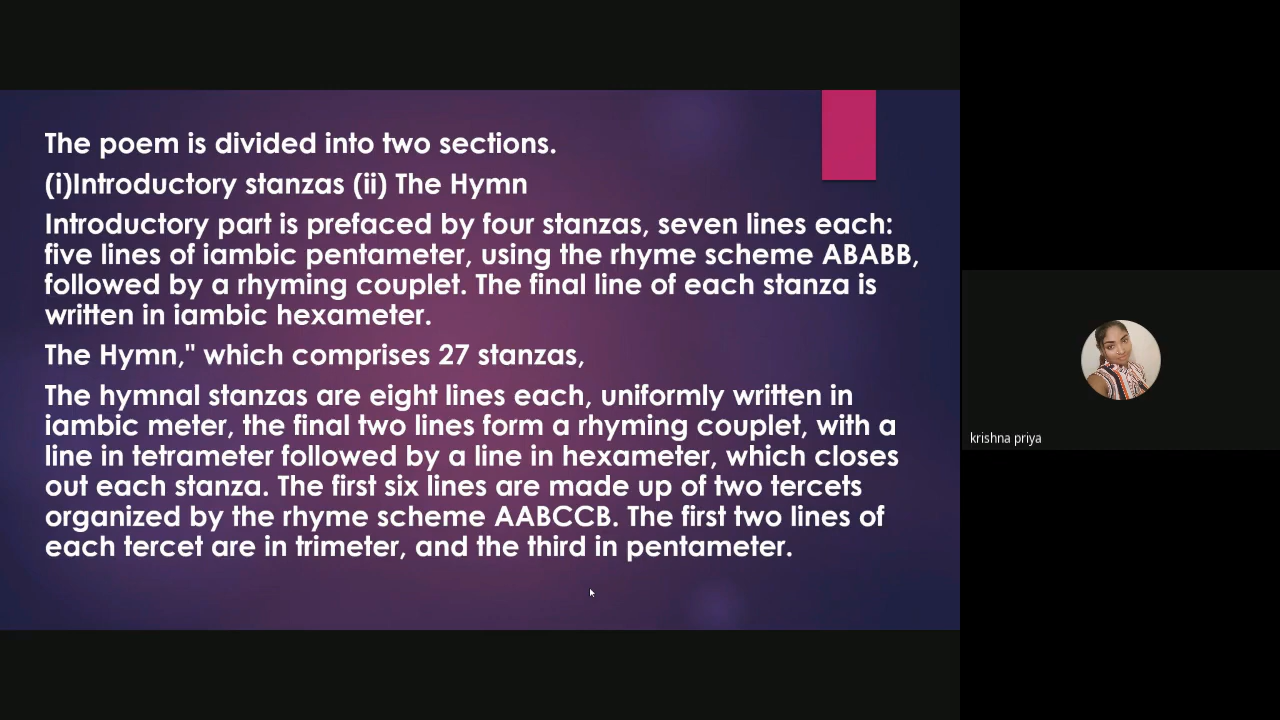 The poem is divided into two sections.
(i)Introductory stanzas (ii) The Hymn
Introductory part is prefaced by four stanzas, seven lines each:
five lines of iambic pentameter, using the rhyme scheme ABABB,
followed by a rhyming couplet. The final line of each stanza is
written in iambic hexameter.
The Hymn," which comprises 27 stanzas,
The hymnal stanzas are eight lines each, uniformly written in
iambic meter, the final two lines form a rhyming couplet, with a
line in tetrameter followed by a line in hexameter, which closes
out each stanza. The first six lines are made up of two tercets
organized by the rhyme scheme AABCCB. The first two lines of
each tercet are in trimeter, and the third in pentameter.
krishna priya